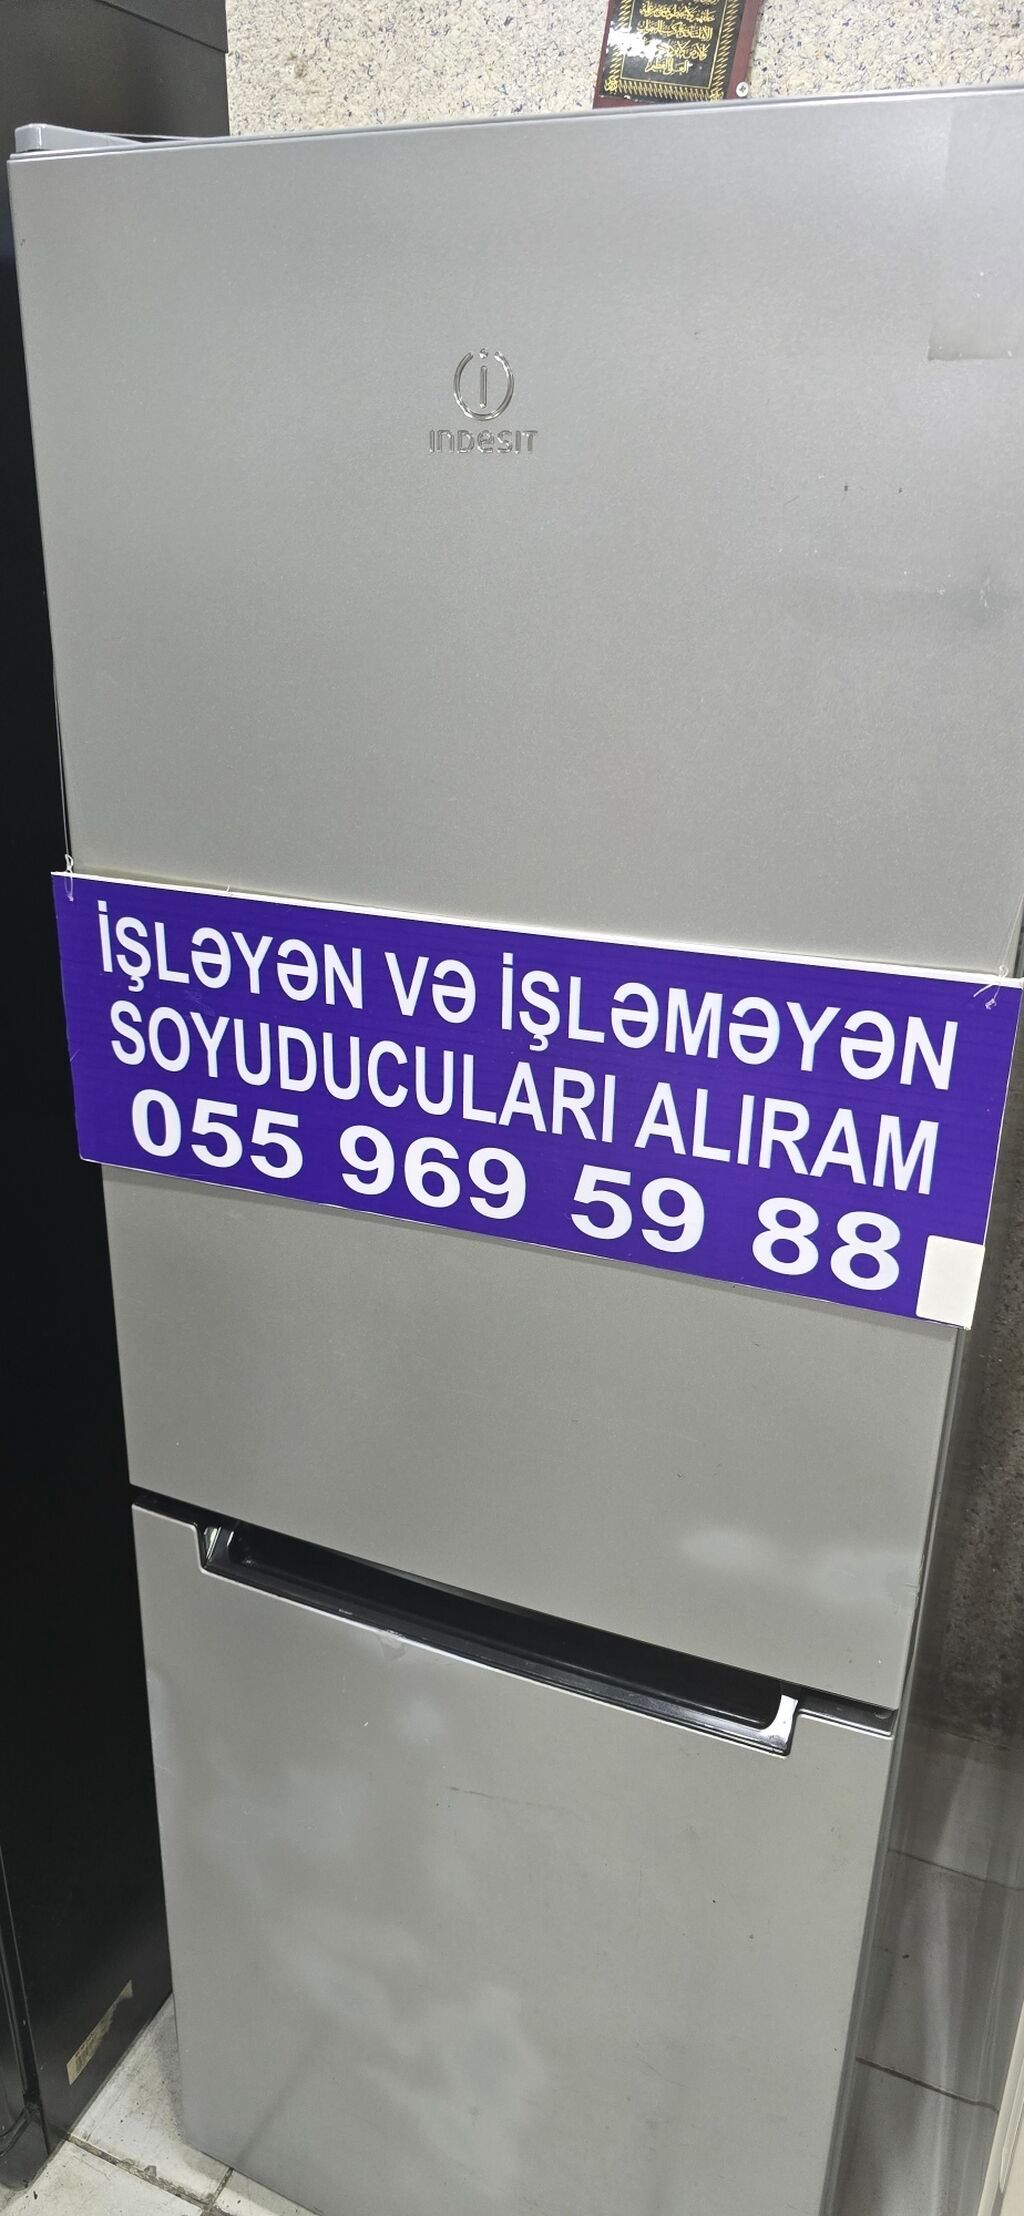 INDESIT
İŞLƏYƏN VƏ İŞLƏMƏYƏN
SOYUDUCULARI ALIRAM
055 969 59 88